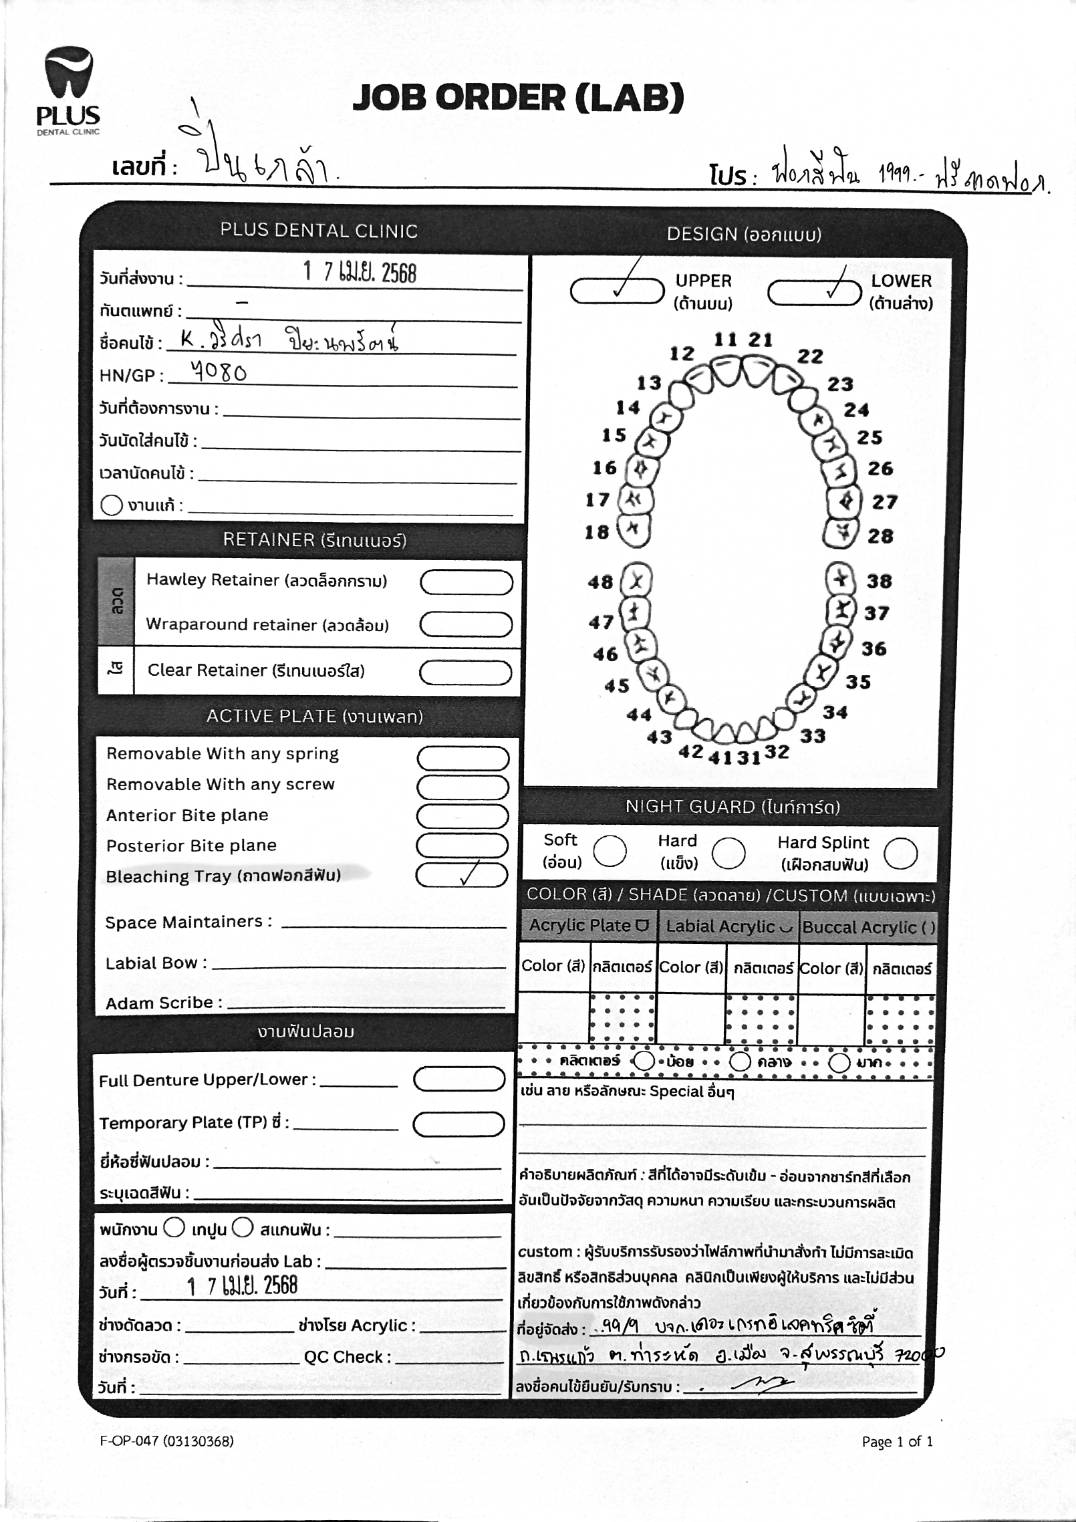 PLUS
DENTAL CLINIC
JOB ORDER (LAB)
เลขที่ : ปิ่นเกล้า.
โปร : ฟอกสีฟัน 1999.- ฟรีถาดฟอก.
PLUS DENTAL CLINIC
วันที่ส่งงาน : 1 7 เม.ย. 2568
ทันตแพทย์ : -
ชื่อคนไข้ : K. วริศรา ปิยะนพรัตน์
HN/GP : 7080
วันที่ต้องการงาน :
วันนัดใส่คนไข้ :
เวลานัดคนไข้ :
งานแก้ :
RETAINER (รีเทนเนอร์)
ลวด
Hawley Retainer (ลวดล็อกกราม)
Wraparound retainer (ลวดล้อม)
ใส
Clear Retainer (รีเทนเนอร์ใส)
ACTIVE PLATE (งานเพลท)
Removable With any spring
Removable With any screw
Anterior Bite plane
Posterior Bite plane
Bleaching Tray (ถาดฟอกสีฟัน) ✓
Space Maintainers :
Labial Bow :
Adam Scribe :
งานฟันปลอม
Full Denture Upper/Lower :
Temporary Plate (TP) ซี่ :
ยี่ห้อซี่ฟันปลอม :
ระบุเฉดสีฟัน :
พนักงาน เทปูน สแกนฟัน :
ลงชื่อผู้ตรวจชิ้นงานก่อนส่ง Lab :
วันที่ : 1 7 เม.ย. 2568
ช่างดัดลวด : ช่างโรย Acrylic :
ช่างกรอขัด : QC Check :
วันที่ :
DESIGN (ออกแบบ)
✓ UPPER ✓ LOWER
(ด้านบน) (ด้านล่าง)
11 21
12 22
13 23
14 24
15 25
16 26
17 27
18 28
48 38
47 37
46 36
45 35
44 34
43 33
42 41 31 32
NIGHT GUARD (ไนท์การ์ด)
Soft Hard Hard Splint
(อ่อน) (แข็ง) (เฝือกสบฟัน)
COLOR (สี) / SHADE (ลวดลาย) /CUSTOM (แบบเฉพาะ)
Acrylic Plate Labial Acrylic Buccal Acrylic ( )
Color (สี) กลิตเตอร์ Color (สี) กลิตเตอร์ Color (สี) กลิตเตอร์
กลิตเตอร์ น้อย กลาง มาก
เช่น ลาย หรือลักษณะ Special อื่นๆ
คำอธิบายผลิตภัณฑ์ : สีที่ได้อาจมีระดับเข้ม - อ่อนจากชาร์ทสีที่เลือก
อันเป็นปัจจัยจากวัสดุ ความหนา ความเรียบ และกระบวนการผลิต
custom : ผู้รับบริการรับรองว่าไฟล์ภาพที่นำมาสั่งทำ ไม่มีการละเมิด
ลิขสิทธิ์ หรือสิทธิส่วนบุคคล คลินิกเป็นเพียงผู้ให้บริการ และไม่มีส่วน
เกี่ยวข้องกับการใช้ภาพดังกล่าว
ที่อยู่จัดส่ง : 99/9 บจก.เดอะเกรทอิเลคทริคซิตี้
ถ.เณรแก้ว ต.ท่าระหัด อ.เมือง จ.สุพรรณบุรี 72000
ลงชื่อคนไข้ยืนยัน/รับทราบ :
F-OP-047 (03130368)
Page 1 of 1